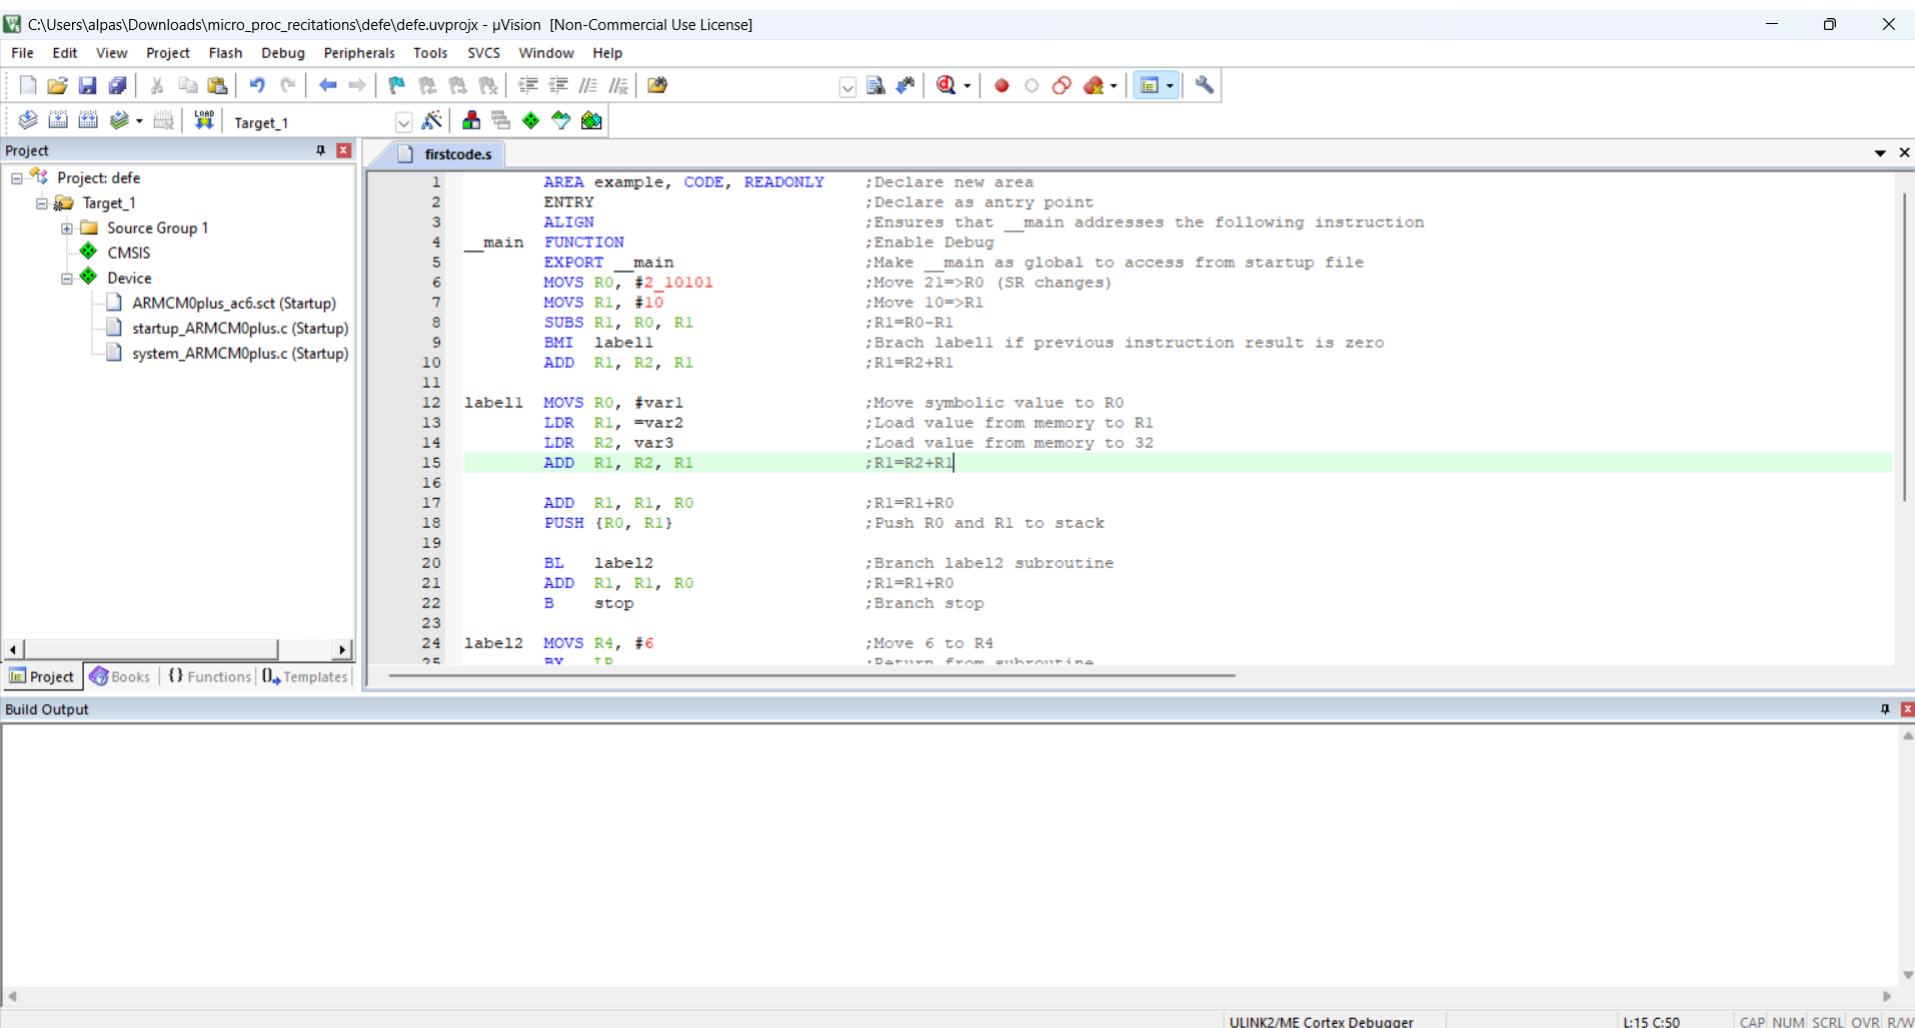 C:\Users\alpas\Downloads\micro_proc_recitations\defe\defe.uvprojx - µVision [Non-Commercial Use License]
File Edit View Project Flash Debug Peripherals Tools SVCS Window Help
LOAD Target_1
Project
firstcode.s
Project: defe
Target_1
Source Group 1
CMSIS
Device
ARMCM0plus_ac6.sct (Startup)
startup_ARMCM0plus.c (Startup)
system_ARMCM0plus.c (Startup)
Project Books {} Functions Templates
1 AREA example, CODE, READONLY ;Declare new area
2 ENTRY ;Declare as antry point
3 ALIGN ;Ensures that __main addresses the following instruction
4 __main FUNCTION ;Enable Debug
5 EXPORT __main ;Make __main as global to access from startup file
6 MOVS R0, #2_10101 ;Move 21=>R0 (SR changes)
7 MOVS R1, #10 ;Move 10=>R1
8 SUBS R1, R0, R1 ;R1=R0-R1
9 BMI label1 ;Brach label1 if previous instruction result is zero
10 ADD R1, R2, R1 ;R1=R2+R1
11
12 label1 MOVS R0, #var1 ;Move symbolic value to R0
13 LDR R1, =var2 ;Load value from memory to R1
14 LDR R2, var3 ;Load value from memory to 32
15 ADD R1, R2, R1 ;R1=R2+R1
16
17 ADD R1, R1, R0 ;R1=R1+R0
18 PUSH {R0, R1} ;Push R0 and R1 to stack
19
20 BL label2 ;Branch label2 subroutine
21 ADD R1, R1, R0 ;R1=R1+R0
22 B stop ;Branch stop
23
24 label2 MOVS R4, #6 ;Move 6 to R4
25 BX LR ;Return from subroutine
Build Output
ULINK2/ME Cortex Debugger L:15 C:50 CAP NUM SCRL OVR R/W